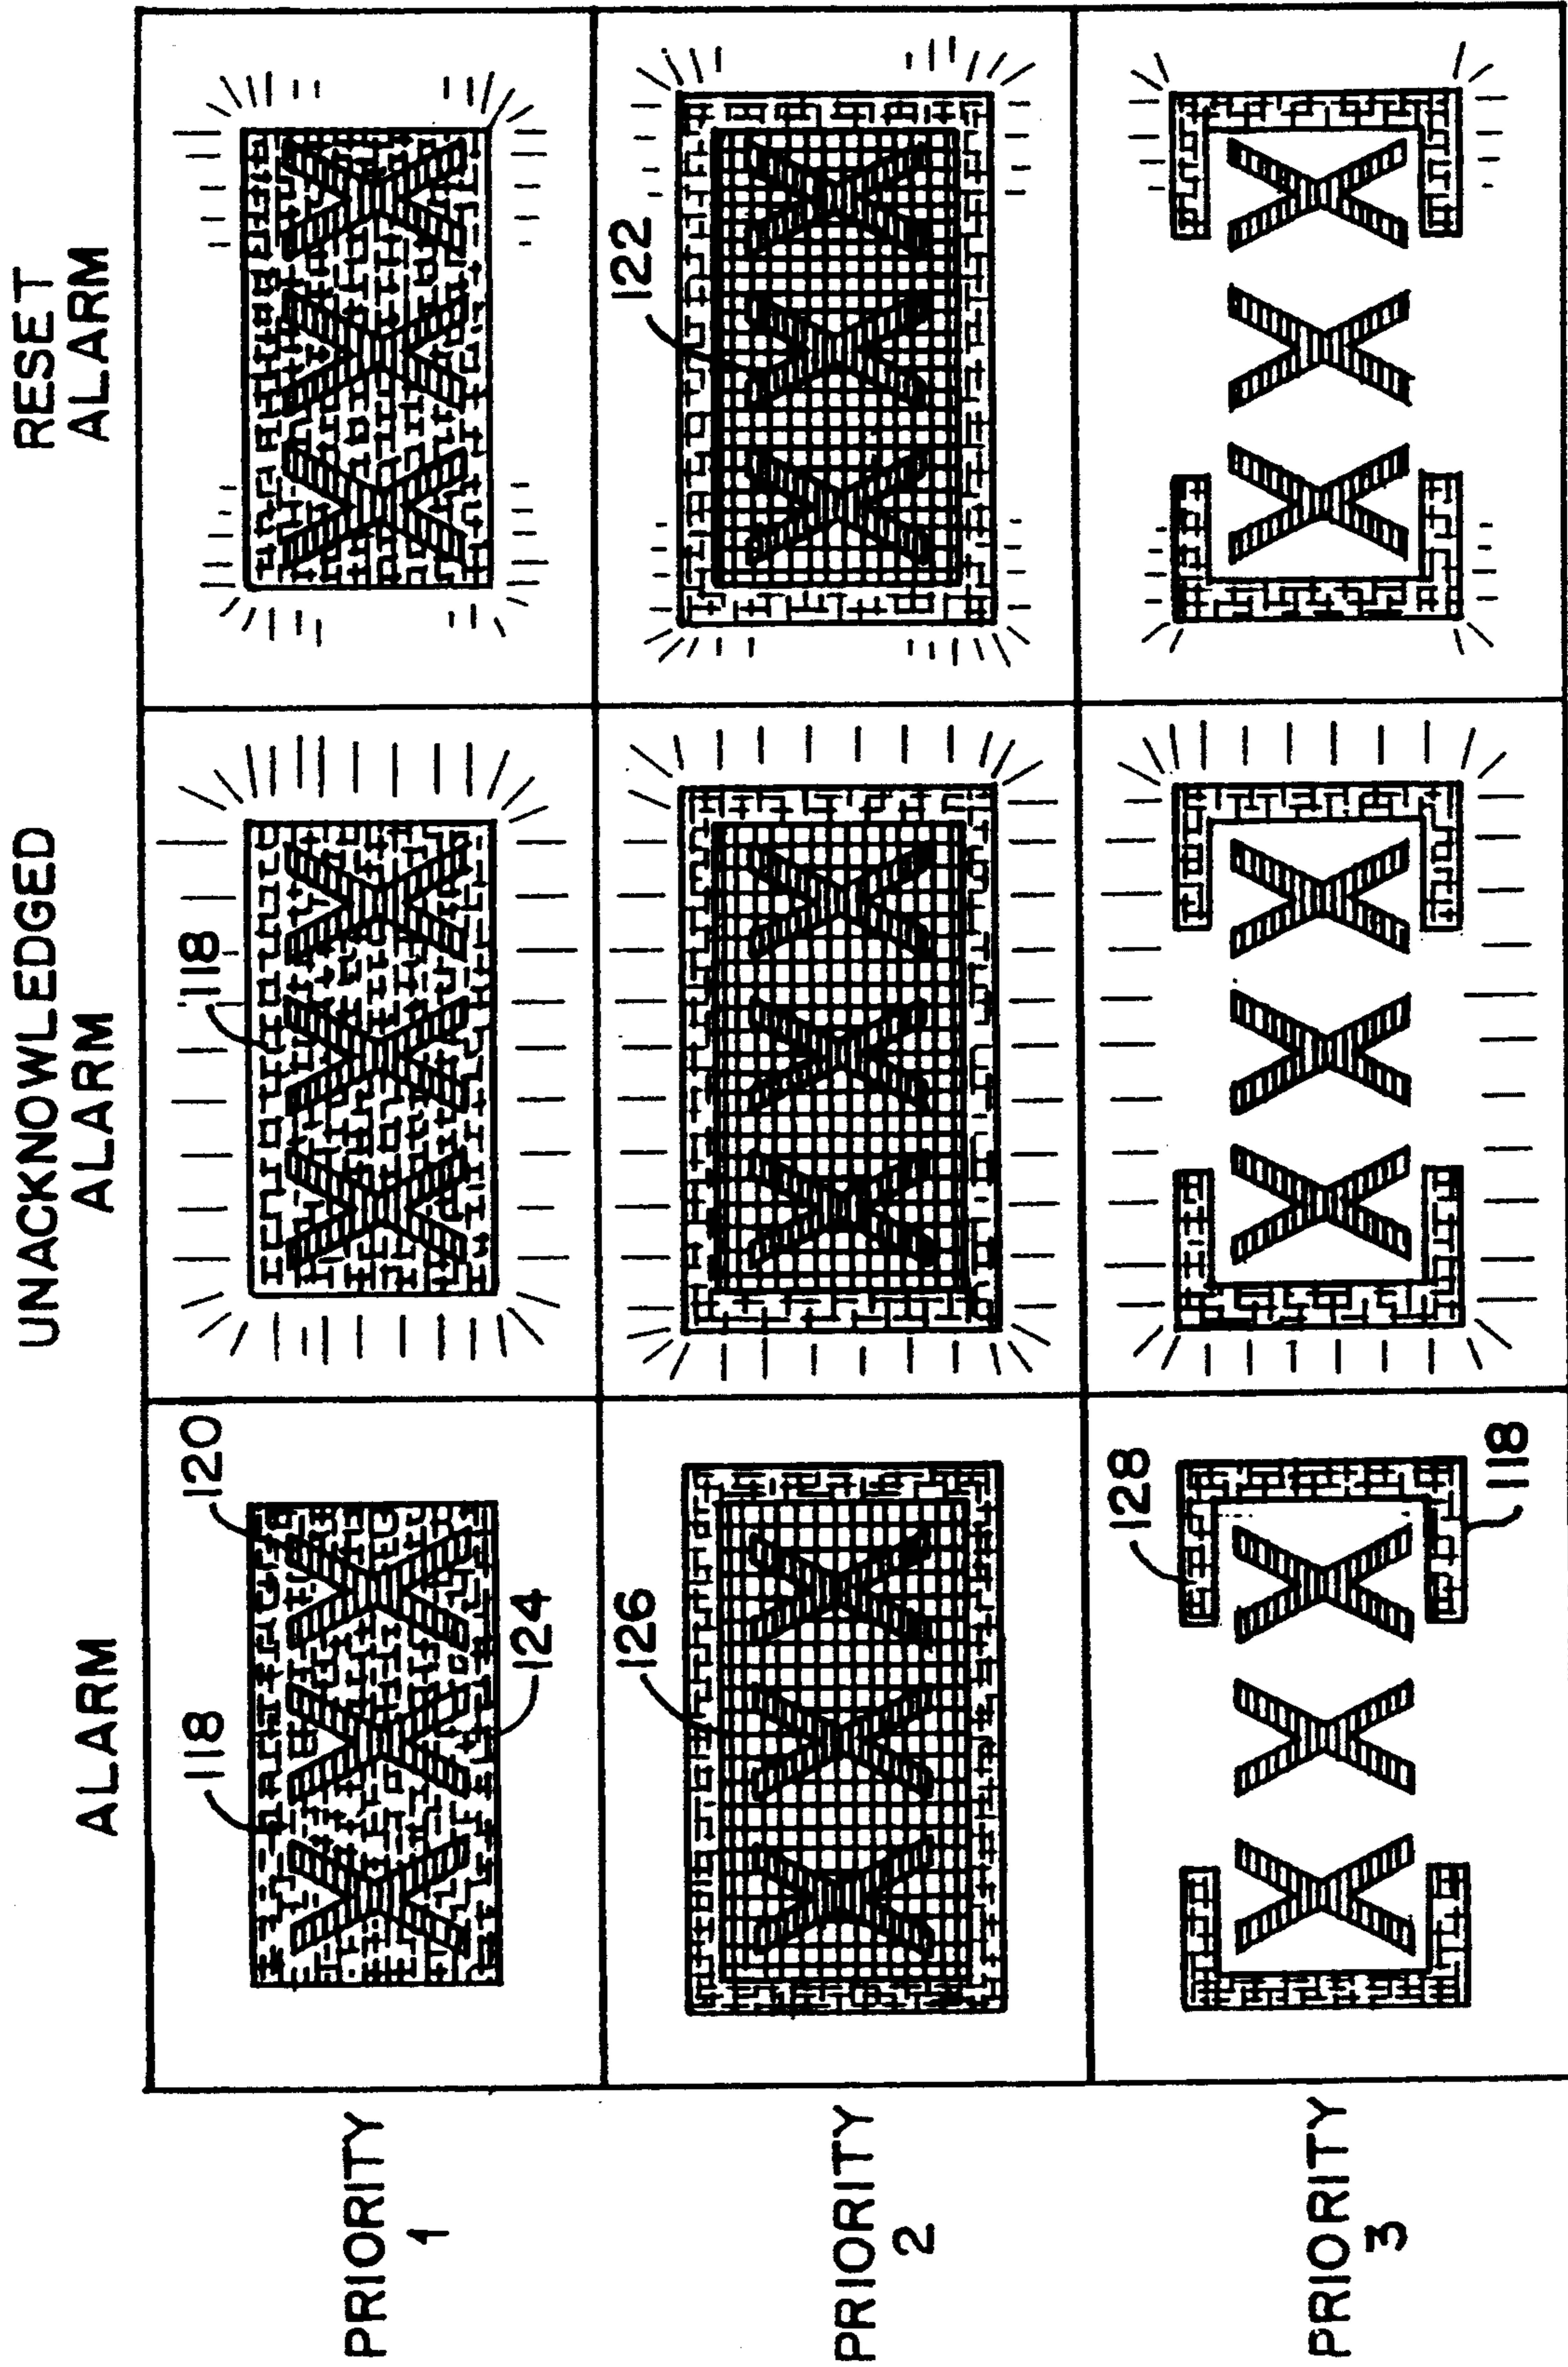 ALARM
UNACKNOWLEDGED
ALARM
RESET
ALARM
PRIORITY
1
118
120
124
XXX
118
XXX
XXX
PRIORITY
2
126
XXX
XXX
122
XXX
PRIORITY
3
128
118
XXX
XXX
XXX